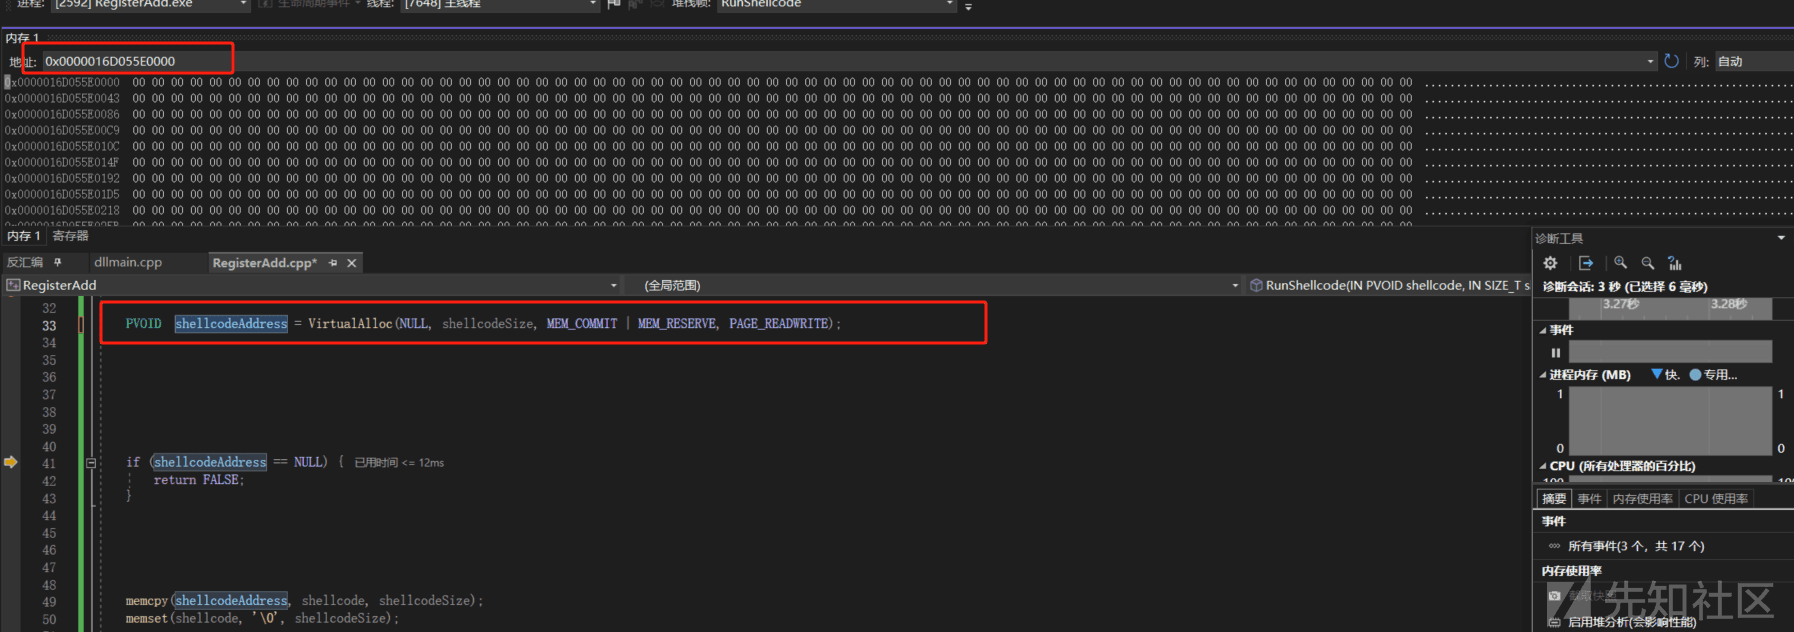 进程: [2592] RegisterAdd.exe 生命周期事件 线程: [7648] 主线程 堆栈帧: RunShellcode
内存 1
地址: 0x0000016D055E0000 列: 自动
0x0000016D055E0000 00 00 00 00 00 00 00 00 00 00 00 00 00 00 00 00 00 00 00 00 00 00 00 00 00 00 00 00 00 00 00 00 00 00 00 00 00 00 00 00 00 00 00 00 00 00 00 00 00 00 00 00 00 00 00 00 00 00 00 00 00 00 00 00 00 00 00
0x0000016D055E0043 00 00 00 00 00 00 00 00 00 00 00 00 00 00 00 00 00 00 00 00 00 00 00 00 00 00 00 00 00 00 00 00 00 00 00 00 00 00 00 00 00 00 00 00 00 00 00 00 00 00 00 00 00 00 00 00 00 00 00 00 00 00 00 00 00 00 00
0x0000016D055E0086 00 00 00 00 00 00 00 00 00 00 00 00 00 00 00 00 00 00 00 00 00 00 00 00 00 00 00 00 00 00 00 00 00 00 00 00 00 00 00 00 00 00 00 00 00 00 00 00 00 00 00 00 00 00 00 00 00 00 00 00 00 00 00 00 00 00 00
0x0000016D055E00C9 00 00 00 00 00 00 00 00 00 00 00 00 00 00 00 00 00 00 00 00 00 00 00 00 00 00 00 00 00 00 00 00 00 00 00 00 00 00 00 00 00 00 00 00 00 00 00 00 00 00 00 00 00 00 00 00 00 00 00 00 00 00 00 00 00 00 00
0x0000016D055E010C 00 00 00 00 00 00 00 00 00 00 00 00 00 00 00 00 00 00 00 00 00 00 00 00 00 00 00 00 00 00 00 00 00 00 00 00 00 00 00 00 00 00 00 00 00 00 00 00 00 00 00 00 00 00 00 00 00 00 00 00 00 00 00 00 00 00 00
0x0000016D055E014F 00 00 00 00 00 00 00 00 00 00 00 00 00 00 00 00 00 00 00 00 00 00 00 00 00 00 00 00 00 00 00 00 00 00 00 00 00 00 00 00 00 00 00 00 00 00 00 00 00 00 00 00 00 00 00 00 00 00 00 00 00 00 00 00 00 00 00
0x0000016D055E0192 00 00 00 00 00 00 00 00 00 00 00 00 00 00 00 00 00 00 00 00 00 00 00 00 00 00 00 00 00 00 00 00 00 00 00 00 00 00 00 00 00 00 00 00 00 00 00 00 00 00 00 00 00 00 00 00 00 00 00 00 00 00 00 00 00 00 00
0x0000016D055E01D5 00 00 00 00 00 00 00 00 00 00 00 00 00 00 00 00 00 00 00 00 00 00 00 00 00 00 00 00 00 00 00 00 00 00 00 00 00 00 00 00 00 00 00 00 00 00 00 00 00 00 00 00 00 00 00 00 00 00 00 00 00 00 00 00 00 00 00
0x0000016D055E0218 00 00 00 00 00 00 00 00 00 00 00 00 00 00 00 00 00 00 00 00 00 00 00 00 00 00 00 00 00 00 00 00 00 00 00 00 00 00 00 00 00 00 00 00 00 00 00 00 00 00 00 00 00 00 00 00 00 00 00 00 00 00 00 00 00 00 00
内存 1 寄存器
反汇编 dllmain.cpp RegisterAdd.cpp*
RegisterAdd (全局范围) RunShellcode(IN PVOID shellcode, IN SIZE_T s
32
33 PVOID shellcodeAddress = VirtualAlloc(NULL, shellcodeSize, MEM_COMMIT | MEM_RESERVE, PAGE_READWRITE);
34
35
36
37
38
39
40
41 if (shellcodeAddress == NULL) { 已用时间 <= 12ms
42 return FALSE;
43 }
44
45
46
47
48
49 memcpy(shellcodeAddress, shellcode, shellcodeSize);
50 memset(shellcode, '\0', shellcodeSize);
诊断工具
诊断会话: 3 秒 (已选择 6 毫秒)
3.27秒 3.28秒
事件
进程内存 (MB) 快. 专用...
1 1
0 0
CPU (所有处理器的百分比)
摘要 事件 内存使用率 CPU 使用率
事件
所有事件(3 个，共 17 个)
内存使用率
截取快照
启用堆分析(会影响性能)
先知社区